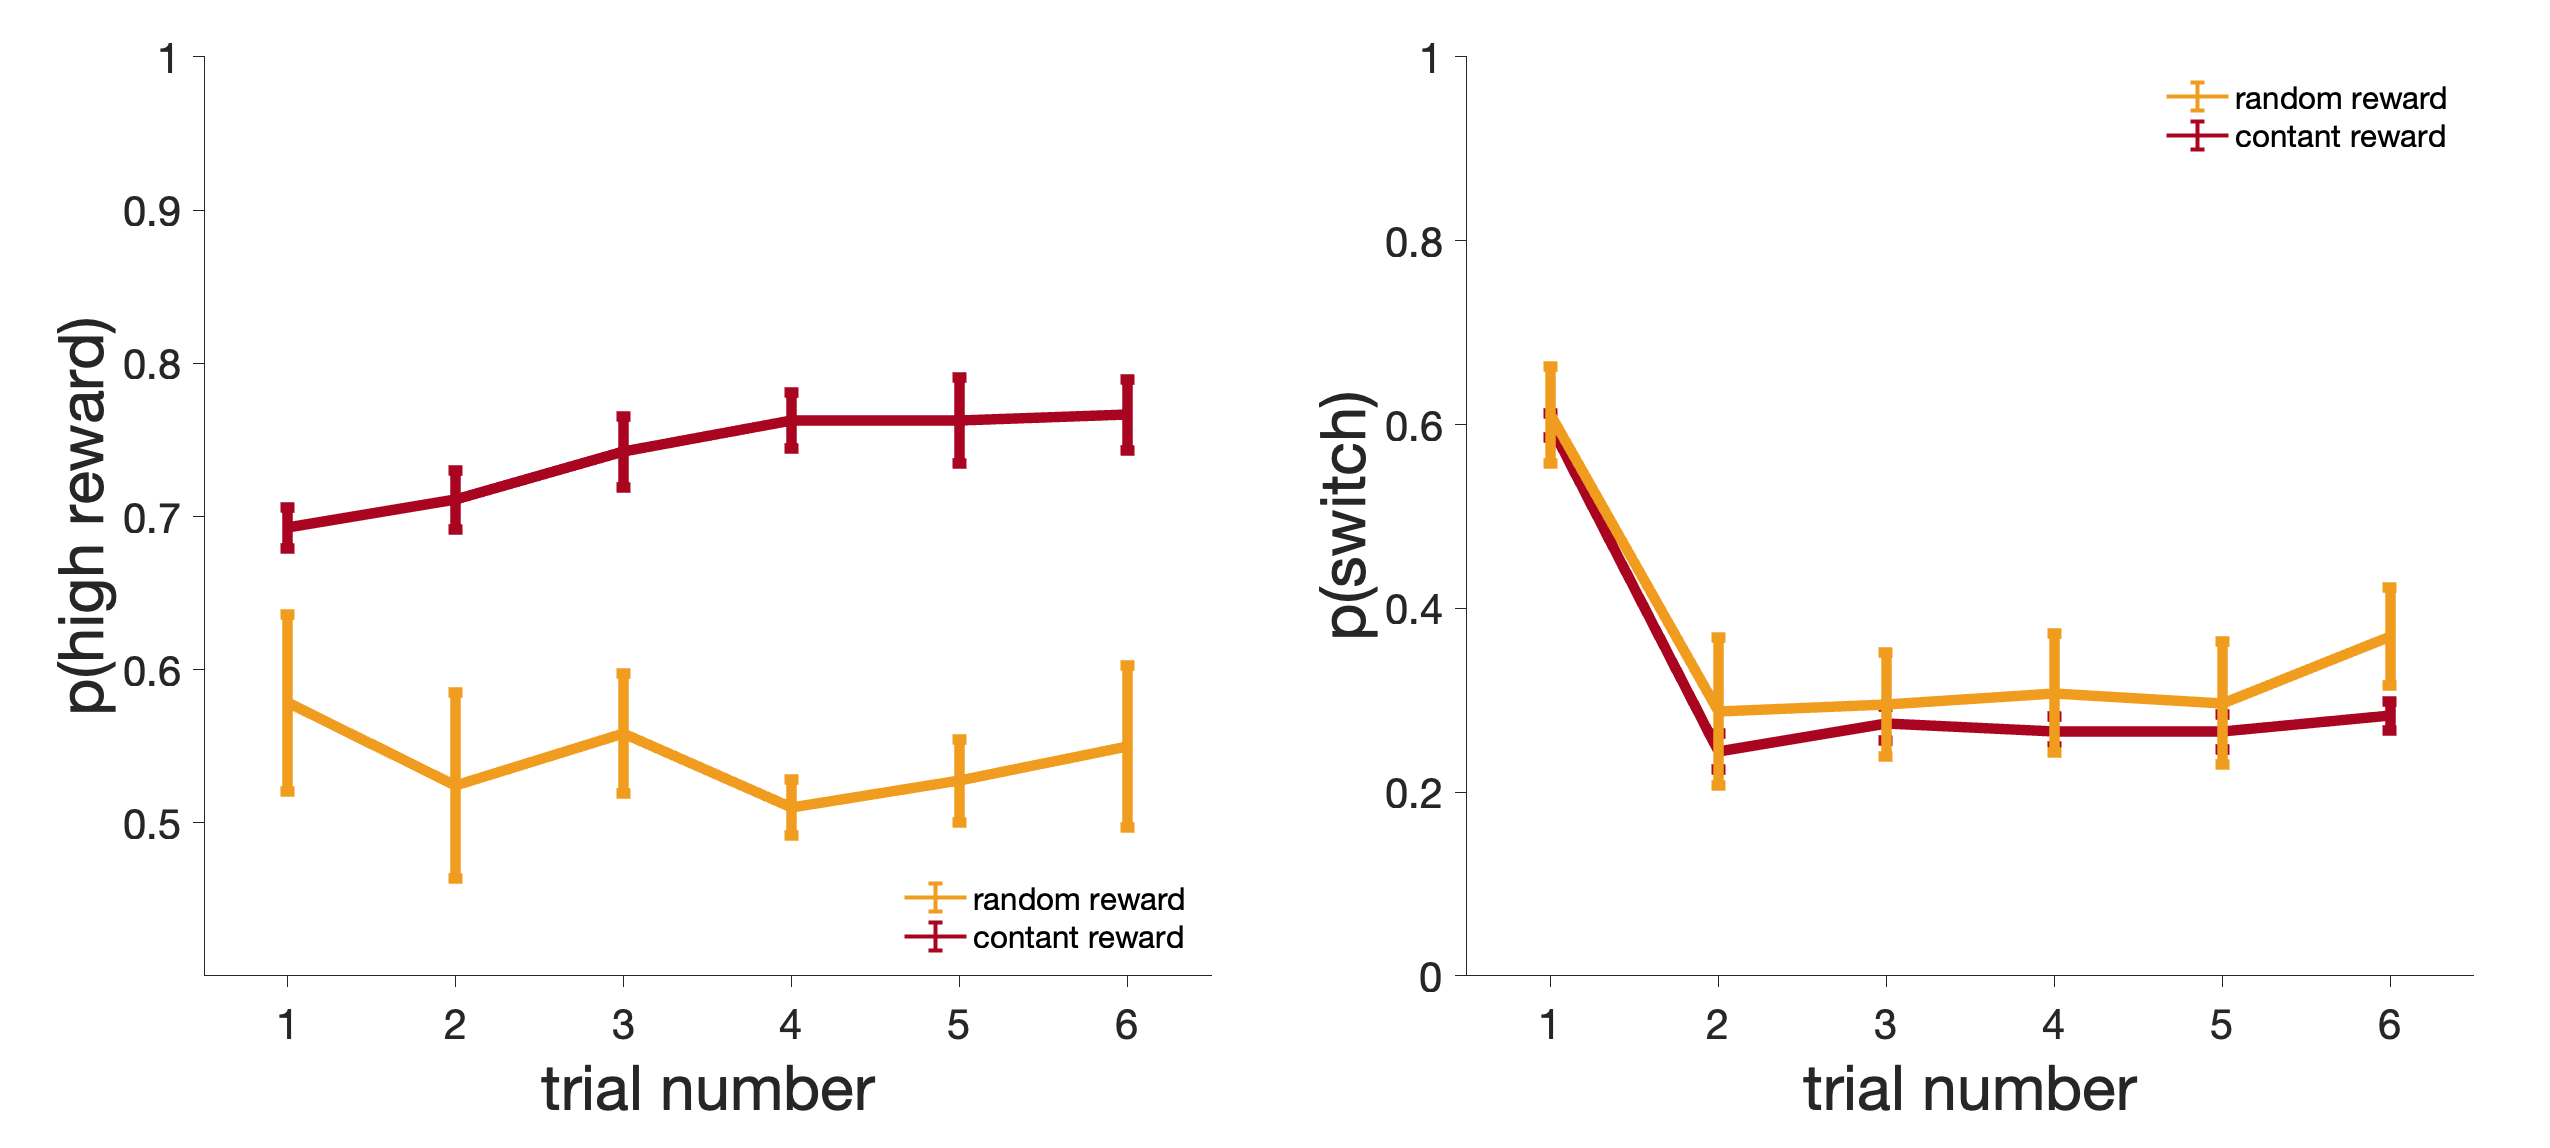 p(high reward)
1
0.9
0.8
0.7
0.6
0.5
random reward
contant reward
1 2 3 4 5 6
trial number
p(switch)
1
0.8
0.6
0.4
0.2
0
random reward
contant reward
1 2 3 4 5 6
trial number